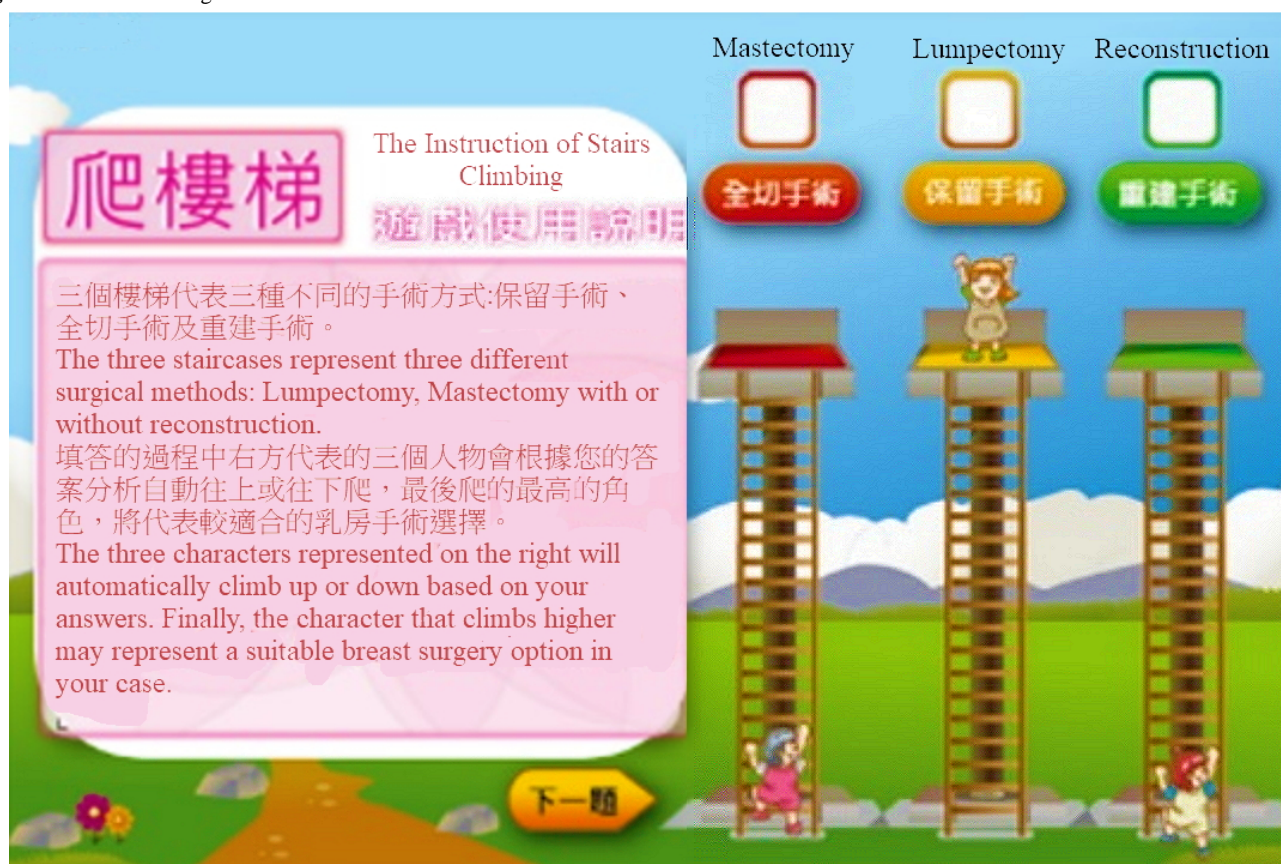 爬樓梯
The Instruction of Stairs
Climbing
遊戲使用說明
三個樓梯代表三種不同的手術方式:保留手術、
全切手術及重建手術。
The three staircases represent three different
surgical methods: Lumpectomy, Mastectomy with or
without reconstruction.
填答的過程中右方代表的三個人物會根據您的答
案分析自動往上或往下爬，最後爬的最高的角
色，將代表較適合的乳房手術選擇。
The three characters represented on the right will
automatically climb up or down based on your
answers. Finally, the character that climbs higher
may represent a suitable breast surgery option in
your case.
下一題
Mastectomy
全切手術
Lumpectomy
保留手術
Reconstruction
重建手術